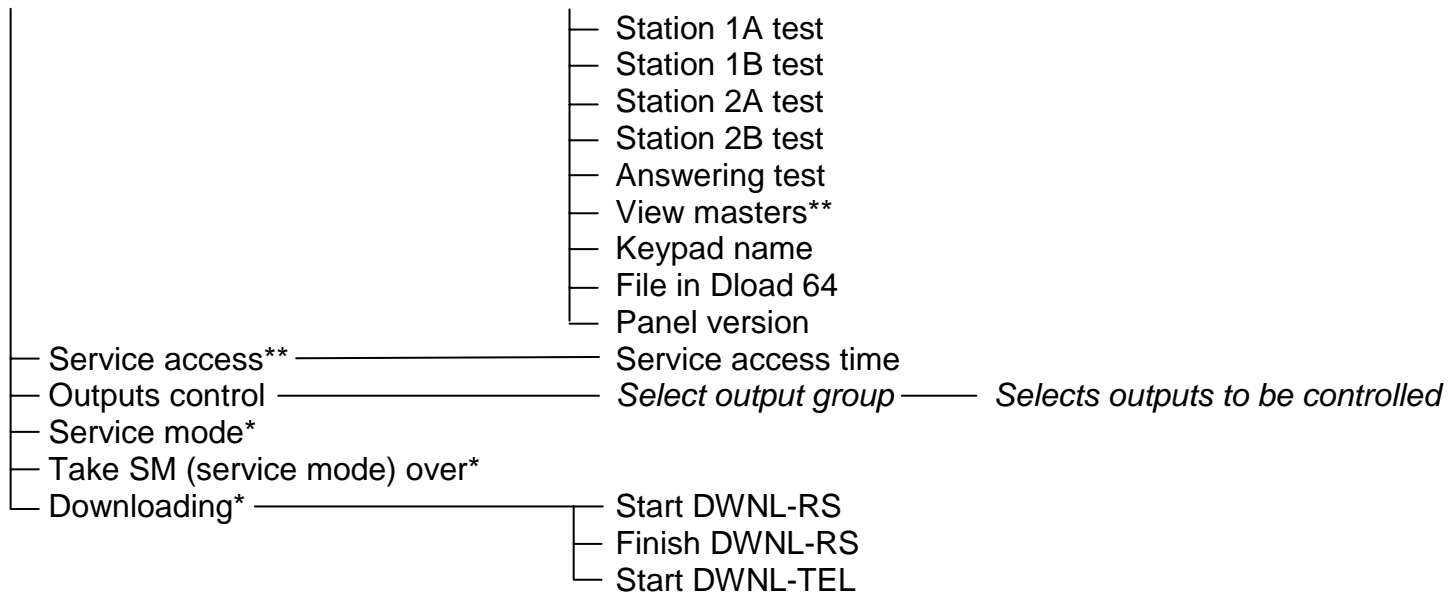 Station 1A test
Station 1B test
Station 2A test
Station 2B test
Answering test
View masters**
Keypad name
File in Dload 64
Panel version
Service access** Service access time
Outputs control Select output group Selects outputs to be controlled
Service mode*
Take SM (service mode) over*
Downloading* Start DWNL-RS
Finish DWNL-RS
Start DWNL-TEL